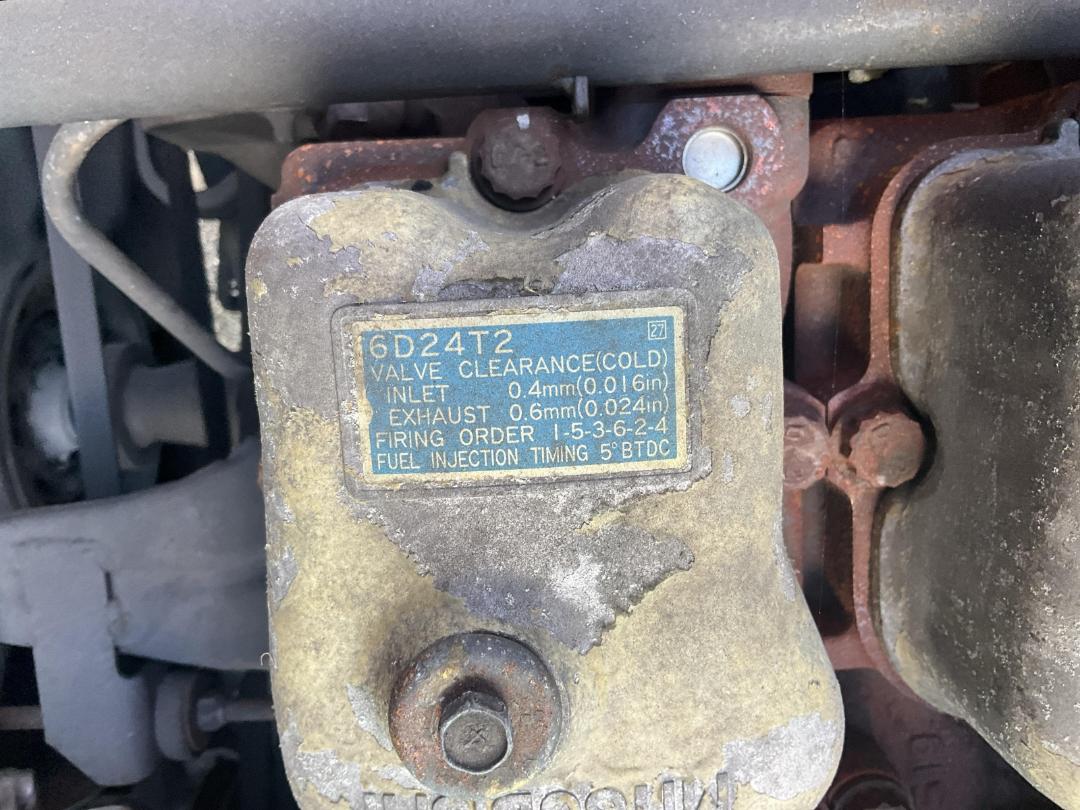 6D24T2 27
VALVE CLEARANCE(COLD)
INLET 0.4mm(0.016in)
EXHAUST 0.6mm(0.024in)
FIRING ORDER 1-5-3-6-2-4
FUEL INJECTION TIMING 5°BTDC